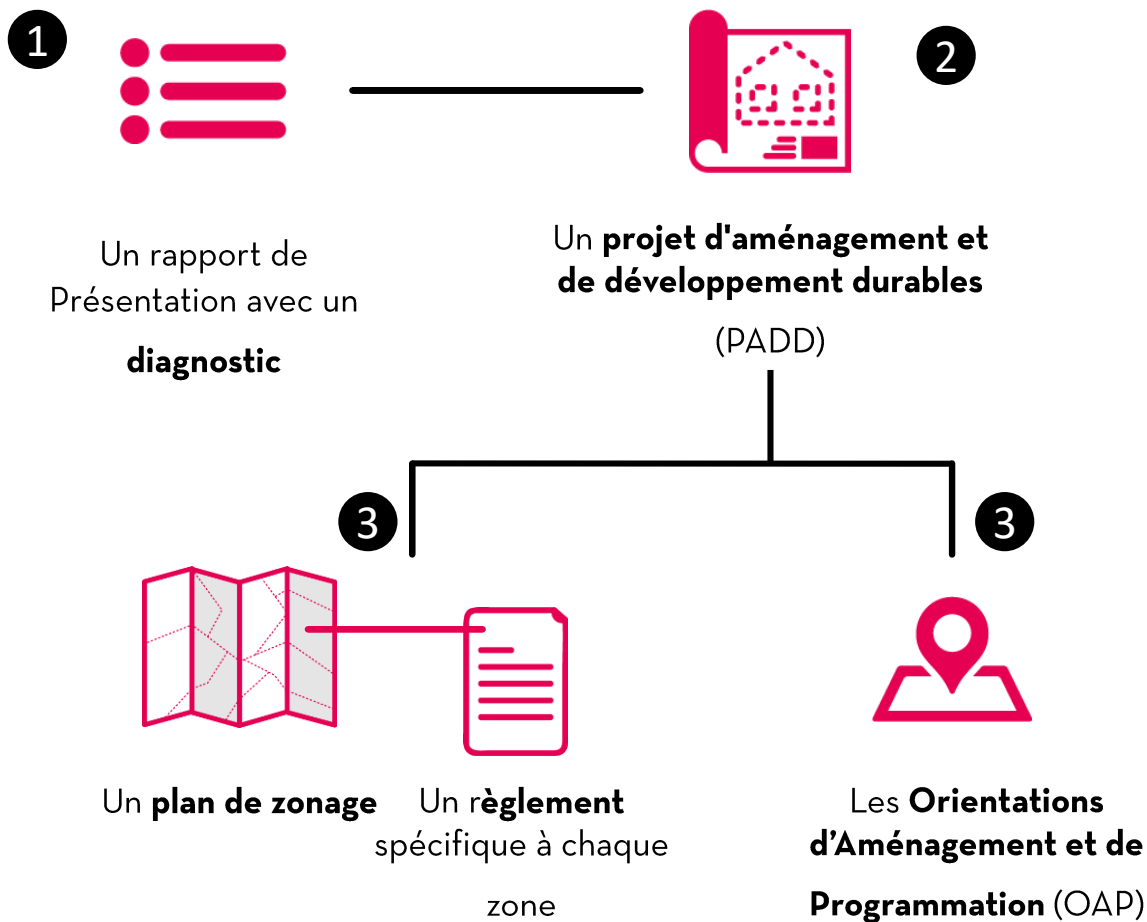 1
Un rapport de
Présentation avec un
diagnostic
2
Un projet d'aménagement et
de développement durables
(PADD)
3
Un plan de zonage
Un règlement
spécifique à chaque
zone
3
Les Orientations
d’Aménagement et de
Programmation (OAP)